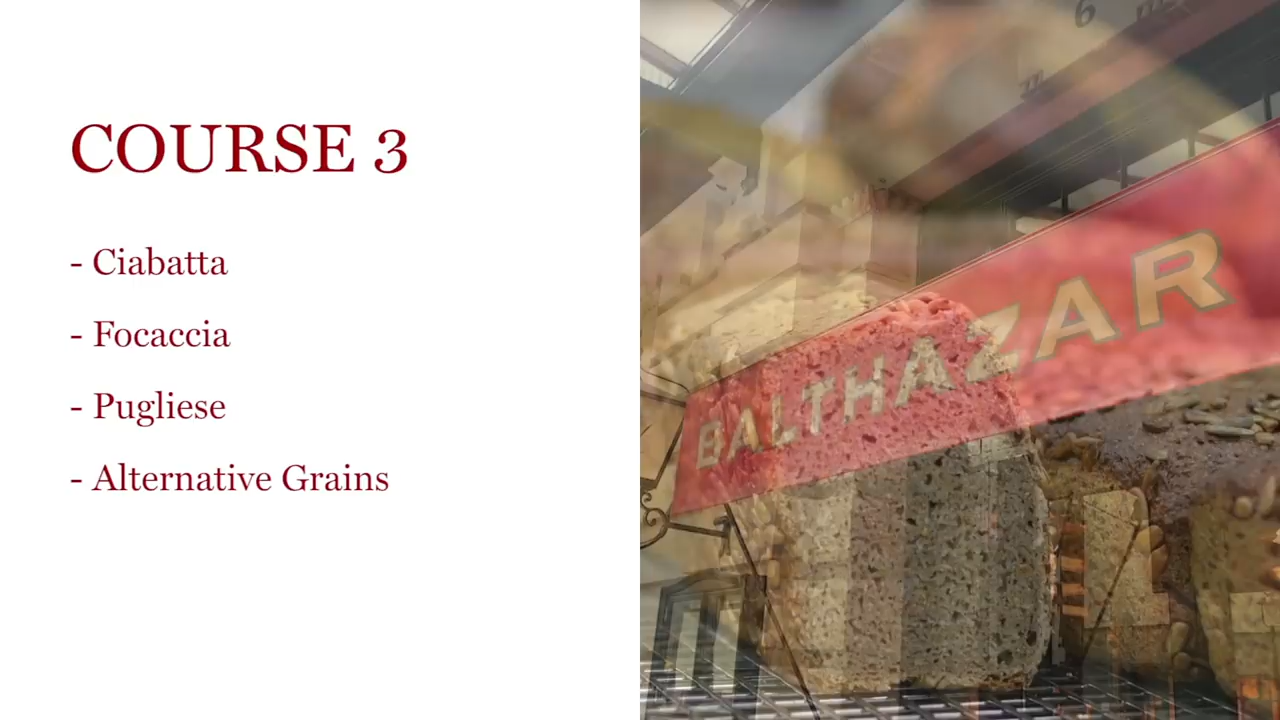 COURSE 3
- Ciabatta
- Focaccia
- Pugliese
- Alternative Grains
BALTHAZAR